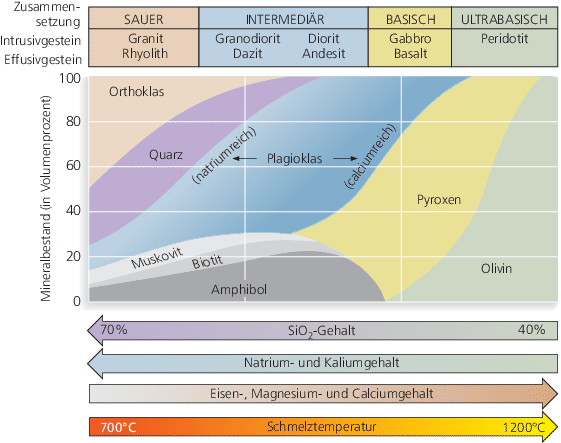 Zusammen-
setzung
SAUER INTERMEDIÄR BASISCH ULTRABASISCH
Intrusivgestein Granit Granodiorit Diorit Gabbro Peridotit
Effusivgestein Rhyolith Dazit Andesit Basalt
Mineralbestand (in Volumenprozent)
100
80
60
40
20
0
Orthoklas
Quarz
(natriumreich)
Plagioklas
(calciumreich)
Pyroxen
Muskovit
Biotit
Amphibol
Olivin
70% SiO₂-Gehalt 40%
Natrium- und Kaliumgehalt
Eisen-, Magnesium- und Calciumgehalt
700°C Schmelztemperatur 1200°C